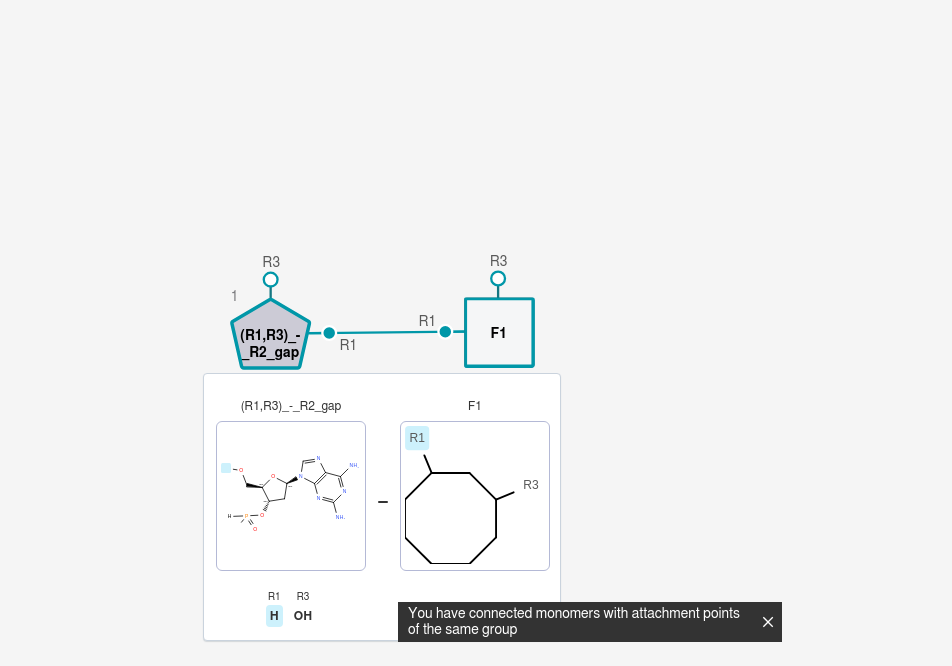 R3
R3
1
(R1,R3)_-
_R2_gap
R1
R1
F1
(R1,R3)_-_R2_gap
F1
R1
R3
O
O
N
N
N
N
N
NH₂
NH₂
H
P
O
O
–
R1
R3
H
OH
You have connected monomers with attachment points
of the same group